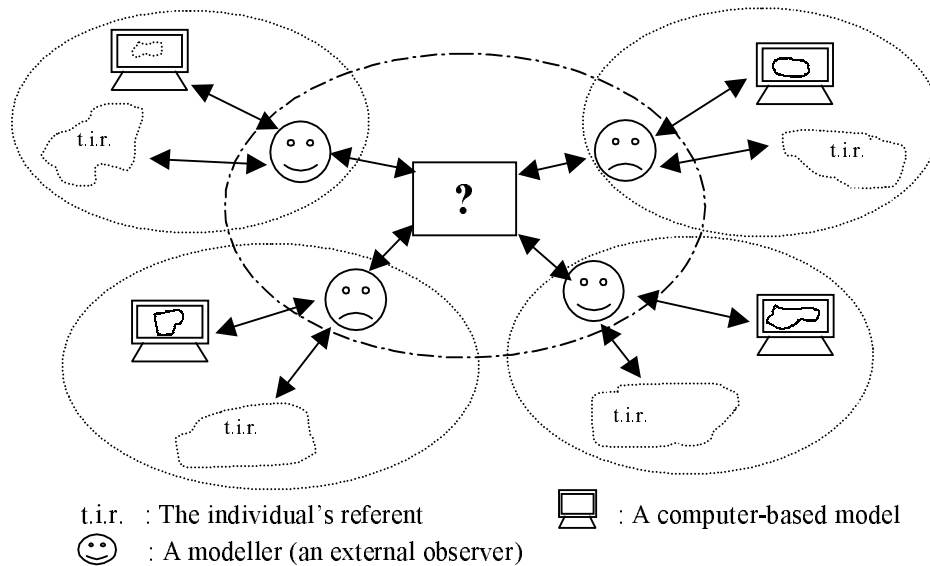 t.i.r.
t.i.r.
?
t.i.r.
t.i.r.
t.i.r. : The individual's referent
: A computer-based model
: A modeller (an external observer)